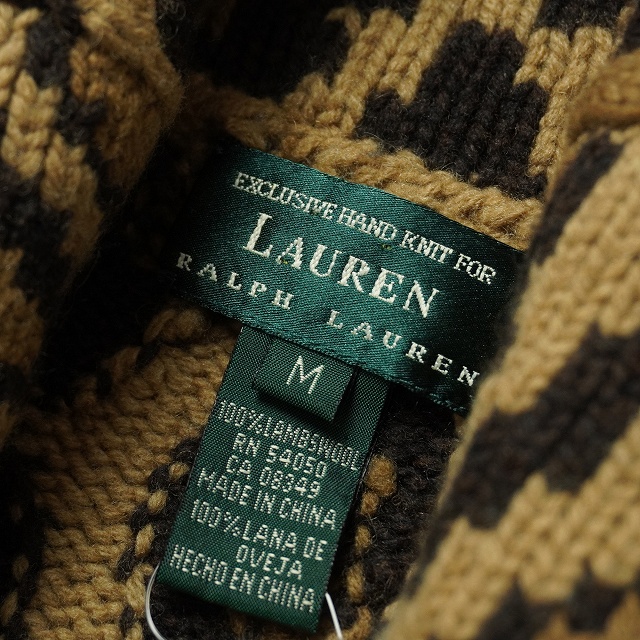 EXCLUSIVE HAND KNIT FOR
LAUREN
RALPH LAUREN
M
100% LAMBSWOOL
RN 54050
CA 08349
MADE IN CHINA
100% LANA DE
OVEJA
HECHO EN CHINA